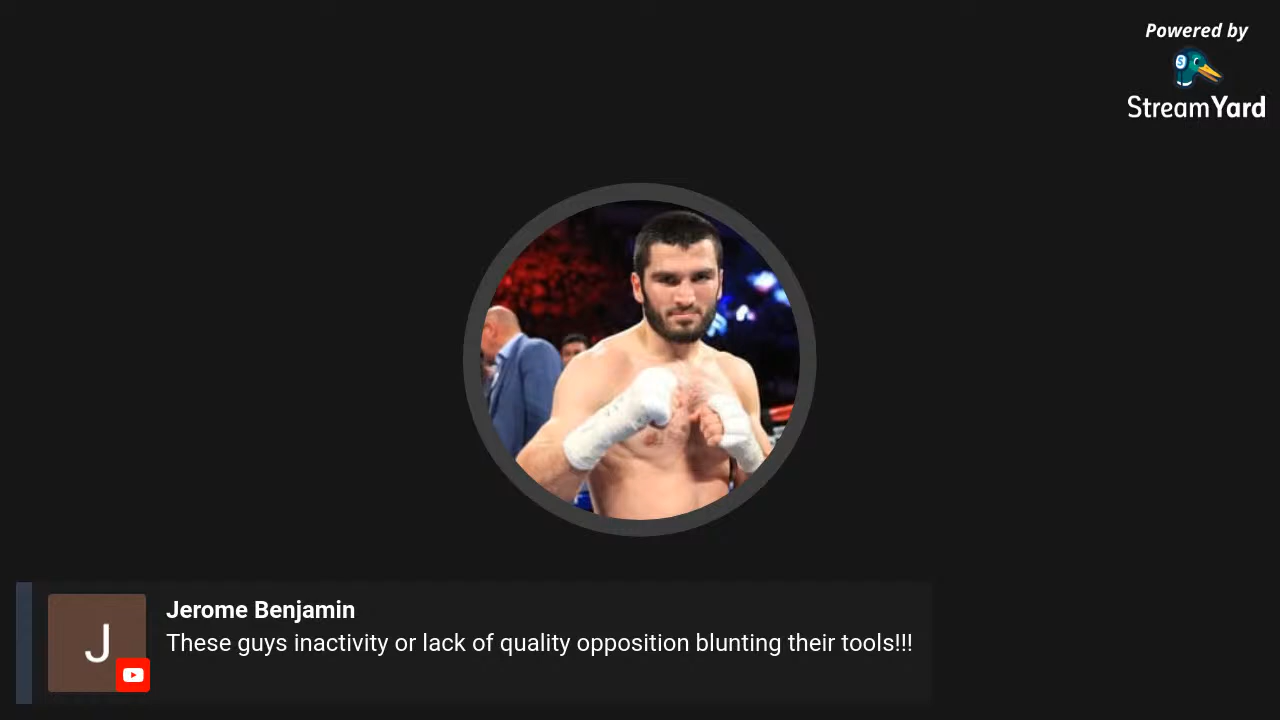 Powered by
S
StreamYard
J
Jerome Benjamin
These guys inactivity or lack of quality opposition blunting their tools!!!